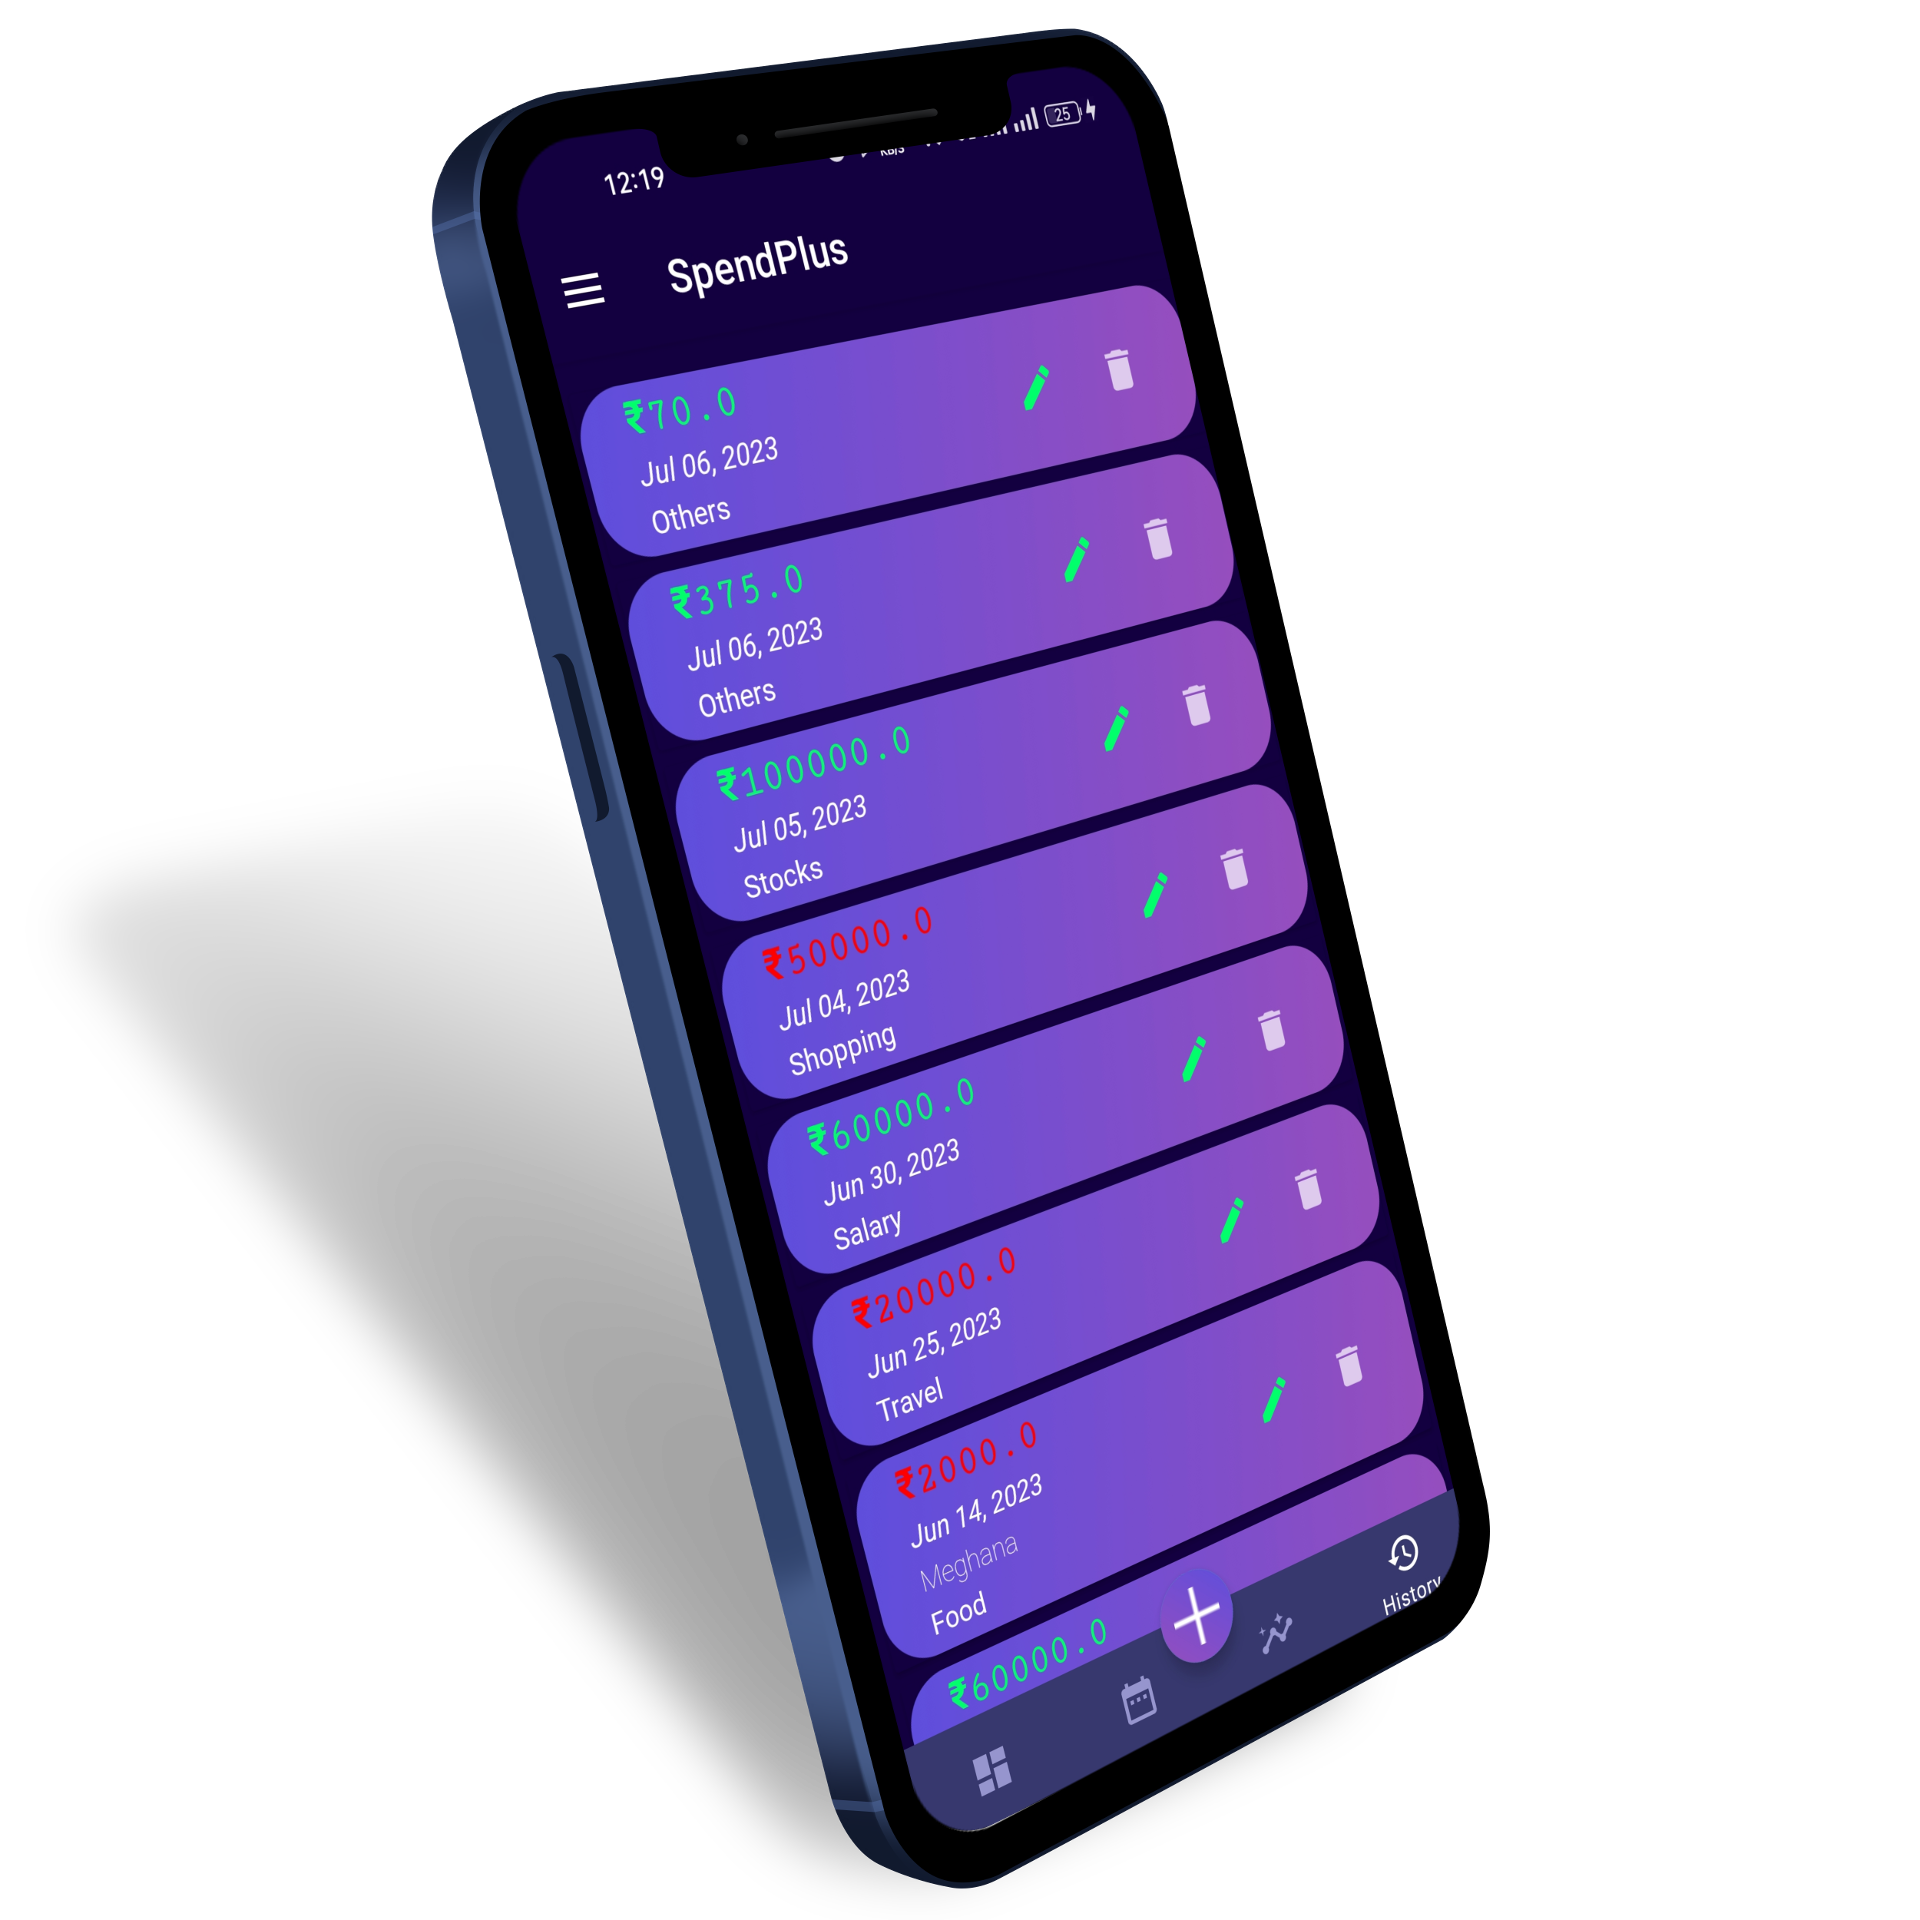 12:19
KB/S
25
SpendPlus
₹70.0
Jul 06, 2023
Others
₹375.0
Jul 06, 2023
Others
₹100000.0
Jul 05, 2023
Stocks
₹50000.0
Jul 04, 2023
Shopping
₹60000.0
Jun 30, 2023
Salary
₹20000.0
Jun 25, 2023
Travel
₹2000.0
Jun 14, 2023
Meghana
Food
₹60000.0
History